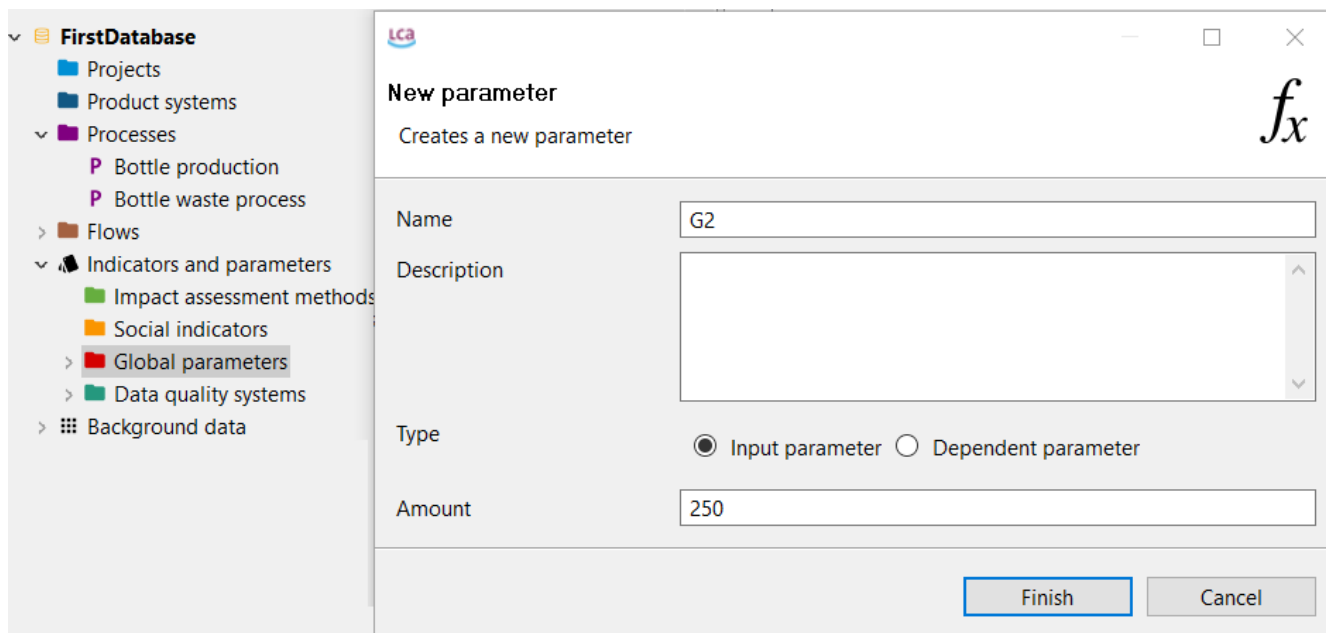 FirstDatabase
Projects
Product systems
Processes
P Bottle production
P Bottle waste process
Flows
Indicators and parameters
Impact assessment methods
Social indicators
Global parameters
Data quality systems
Background data
LCA
New parameter
Creates a new parameter
fx
Name
G2
Description
Type
Input parameter Dependent parameter
Amount
250
Finish Cancel